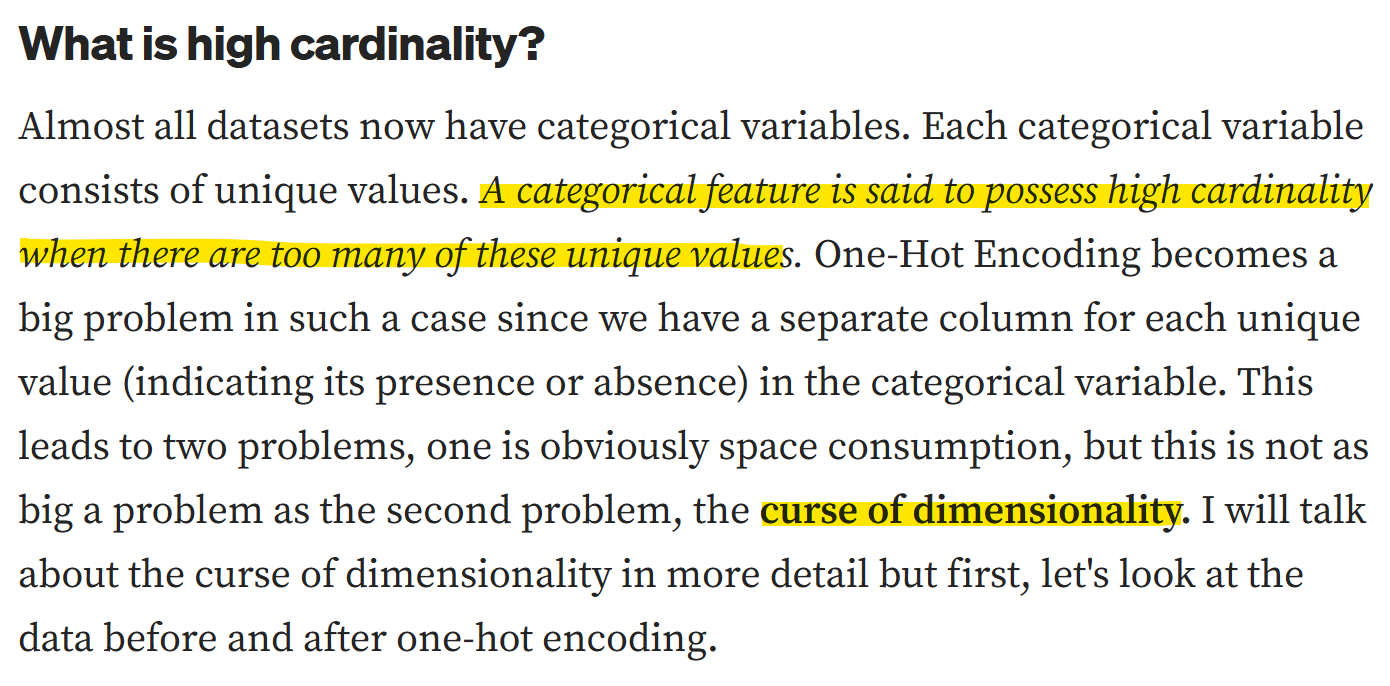 What is high cardinality?
Almost all datasets now have categorical variables. Each categorical variable
consists of unique values. A categorical feature is said to possess high cardinality
when there are too many of these unique values. One-Hot Encoding becomes a
big problem in such a case since we have a separate column for each unique
value (indicating its presence or absence) in the categorical variable. This
leads to two problems, one is obviously space consumption, but this is not as
big a problem as the second problem, the curse of dimensionality. I will talk
about the curse of dimensionality in more detail but first, let's look at the
data before and after one-hot encoding.